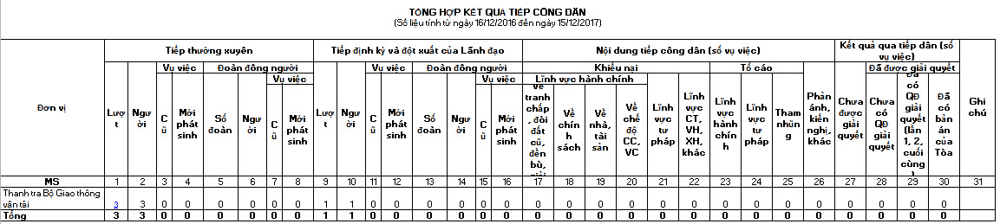 TỔNG HỢP KẾT QUẢ TIẾP CÔNG DÂN
(Số liệu tính từ ngày 16/12/2016 đến ngày 15/12/2017)
Đơn vị
Tiếp thường xuyên
Tiếp định kỳ và đột xuất của Lãnh đạo
Nội dung tiếp công dân (số vụ việc)
Kết quả qua tiếp dân (số
vụ việc)
Ghi
chú
Lượ
t
Ngư
ời
Vụ việc
Đoàn đông người
Lượ
t
Ngư
ời
Vụ việc
Đoàn đông người
Khiếu nại
Tố cáo
Phản
ánh,
kiến
nghị,
khác
Chưa
được
giải
quyết
Đã được giải quyết
C
ũ
Mới
phát
sinh
Số
đoàn
Ngư
ời
Vụ việc
C
ũ
Mới
phát
sinh
C
ũ
Mới
phát
sinh
Số
đoàn
Ngư
ời
Vụ việc
C
ũ
Mới
phát
sinh
Lĩnh vực hành chính
Về
tranh
chấp
, đòi
đất
cũ,
đền
bù,
Về
chính
sách
Về
nhà,
tài
sản
Về
chế
độ
CC,
VC
Lĩnh
vực
tư
pháp
Lĩnh
vực
CT,
VH,
XH,
khác
Lĩnh
vực
hành
chín
h
Lĩnh
vực
tư
pháp
Tham
nhũn
g
Chưa
có
QĐ
giải
quyết
Đã
có
QĐ
giải
quyết
(lần
1, 2,
cuối
cùng
)
Đã có
bản
án
của
Tòa
MS 1 2 3 4 5 6 7 8 9 10 11 12 13 14 15 16 17 18 19 20 21 22 23 24 25 26 27 28 29 30 31
Thanh tra Bộ Giao thông
vận tải 3 3 0 0 0 0 0 0 1 1 0 0 0 0 0 0 0 0 0 0 0 0 0 0 0 0 0 0 0 0
Tổng 3 3 0 0 0 0 0 0 1 1 0 0 0 0 0 0 0 0 0 0 0 0 0 0 0 0 0 0 0 0